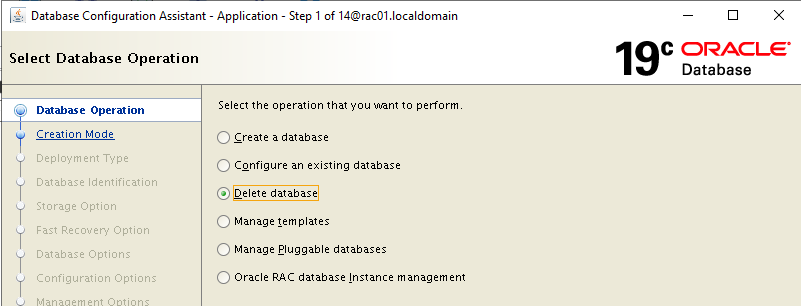 Database Configuration Assistant - Application - Step 1 of 14@rac01.localdomain
Select Database Operation
19c ORACLE
Database
Database Operation
Creation Mode
Deployment Type
Database Identification
Storage Option
Fast Recovery Option
Database Options
Configuration Options
Management Options
Select the operation that you want to perform.
Create a database
Configure an existing database
Delete database
Manage templates
Manage Pluggable databases
Oracle RAC database Instance management